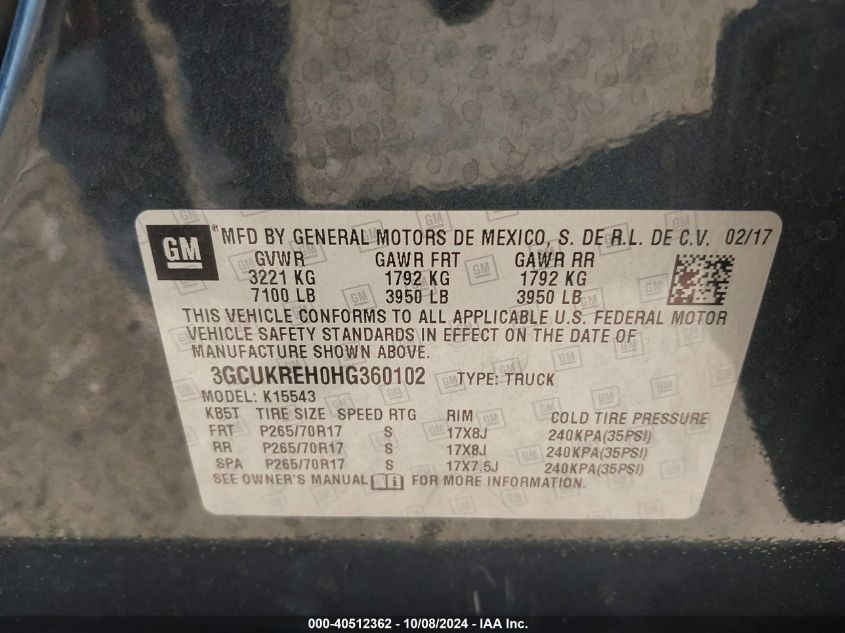 GM
® MFD BY GENERAL MOTORS DE MEXICO, S. DE R.L. DE C.V. 02/17
GVWR GAWR FRT GAWR RR
3221 KG 1792 KG 1792 KG
7100 LB 3950 LB 3950 LB
THIS VEHICLE CONFORMS TO ALL APPLICABLE U.S. FEDERAL MOTOR
VEHICLE SAFETY STANDARDS IN EFFECT ON THE DATE OF
MANUFACTURE SHOWN ABOVE.
3GCUKREH0HG360102 TYPE: TRUCK
MODEL: K15543
KB5T TIRE SIZE SPEED RTG RIM COLD TIRE PRESSURE
FRT P265/70R17 S 17X8J 240KPA(35PSI)
RR P265/70R17 S 17X8J 240KPA(35PSI)
SPA P265/70R17 S 17X7.5J 240KPA(35PSI)
SEE OWNER'S MANUAL FOR MORE INFORMATION.
000-40512362 - 10/08/2024 - IAA Inc.